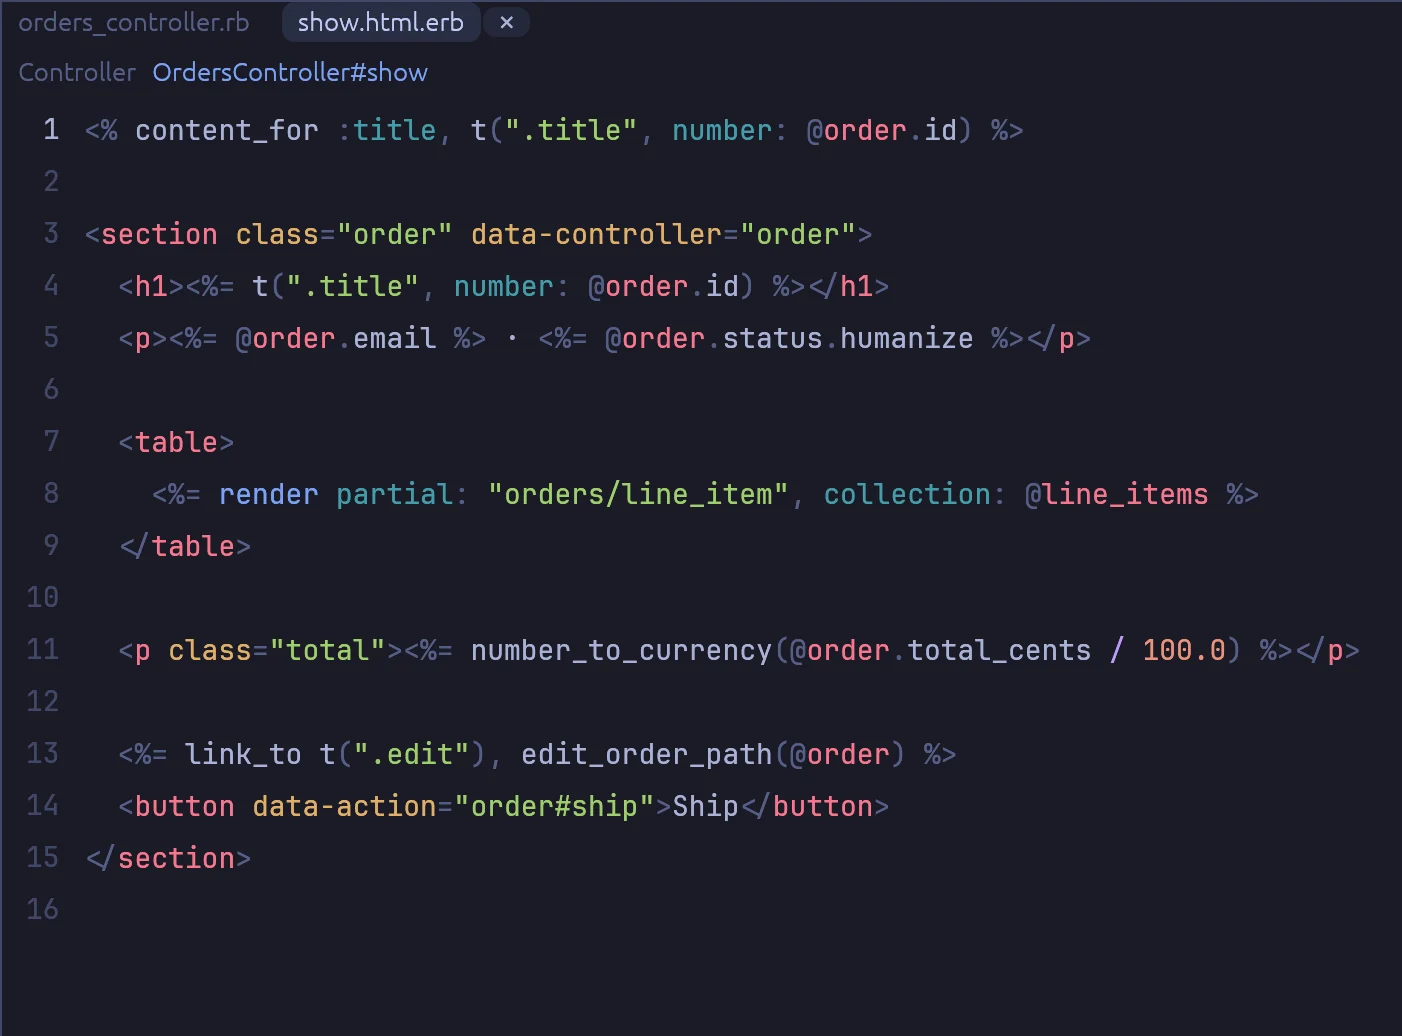 orders_controller.rb show.html.erb ×
Controller OrdersController#show
1 <% content_for :title, t(".title", number: @order.id) %>
2
3 <section class="order" data-controller="order">
4   <h1><%= t(".title", number: @order.id) %></h1>
5   <p><%= @order.email %> · <%= @order.status.humanize %></p>
6
7   <table>
8     <%= render partial: "orders/line_item", collection: @line_items %>
9   </table>
10
11   <p class="total"><%= number_to_currency(@order.total_cents / 100.0) %></p>
12
13   <%= link_to t(".edit"), edit_order_path(@order) %>
14   <button data-action="order#ship">Ship</button>
15 </section>
16